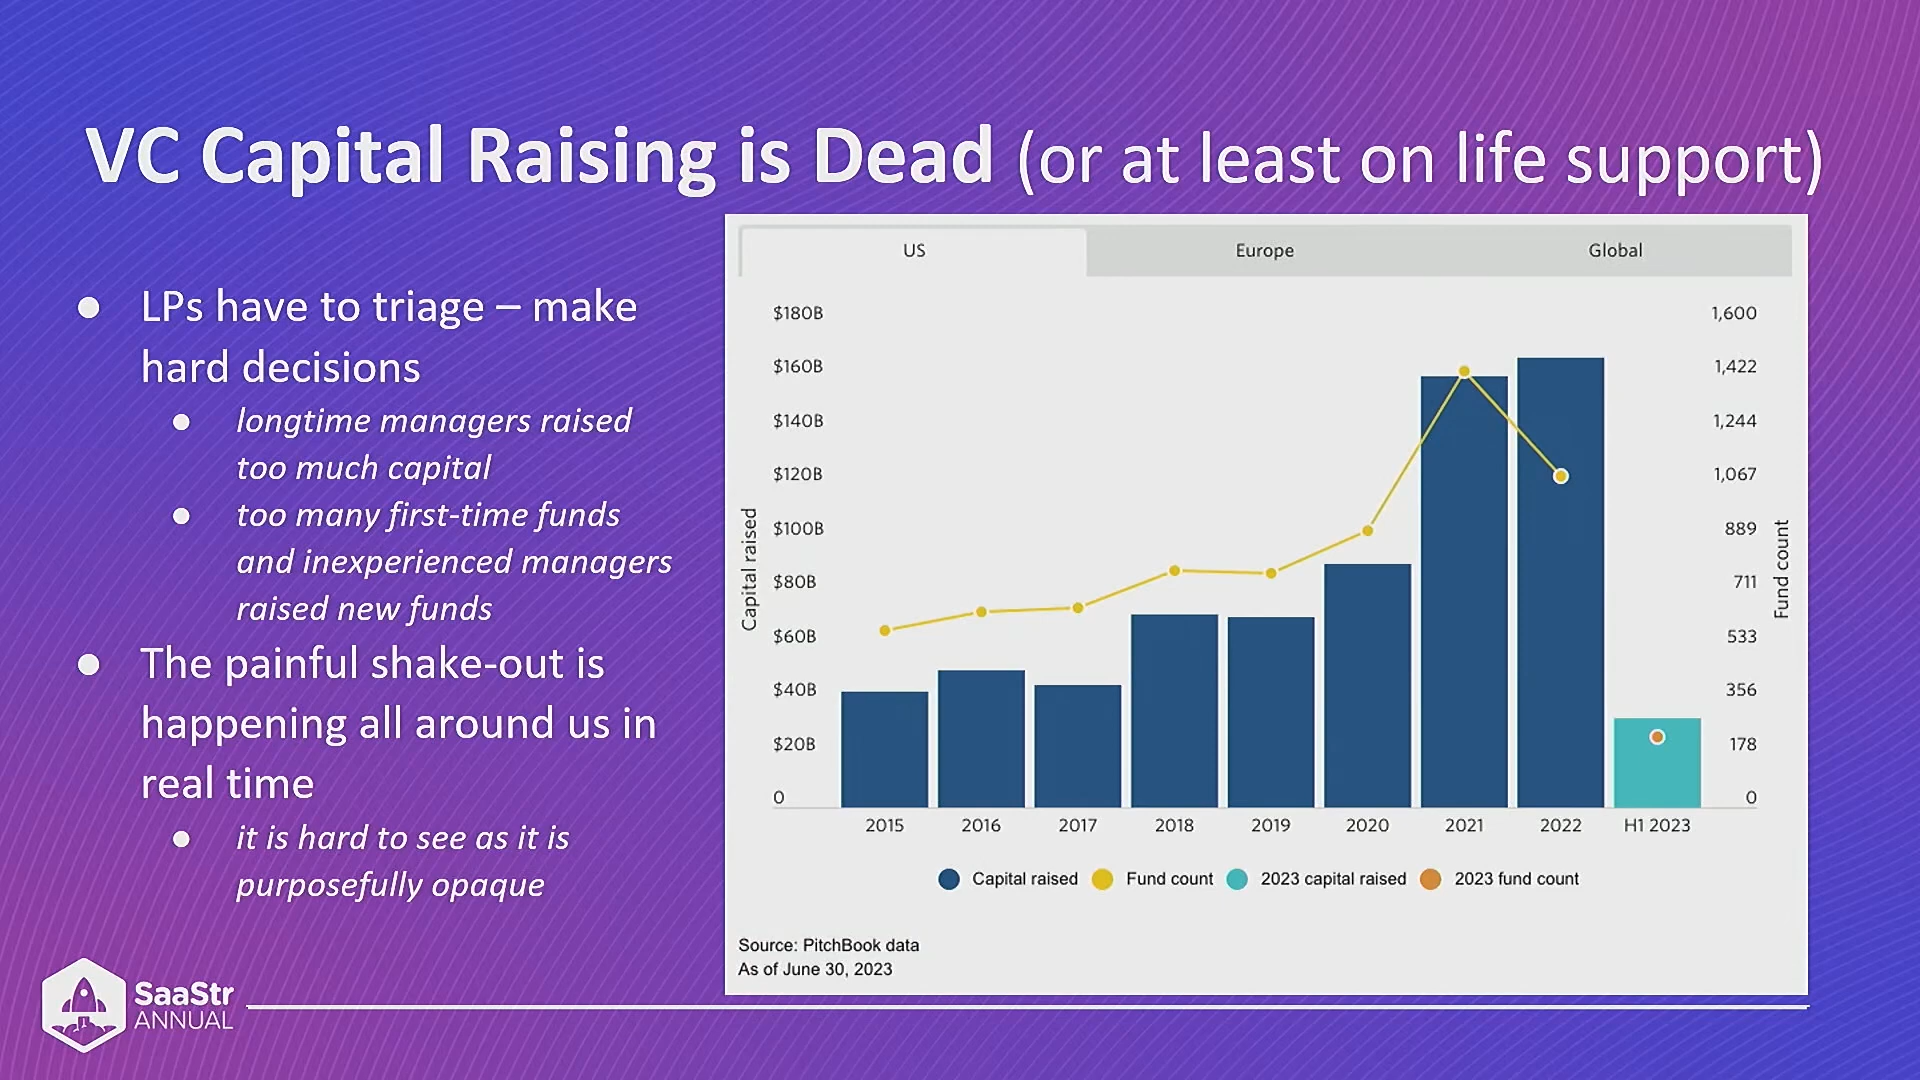 VC Capital Raising is Dead (or at least on life support)
● LPs have to triage – make
hard decisions
● longtime managers raised
too much capital
● too many first-time funds
and inexperienced managers
raised new funds
● The painful shake-out is
happening all around us in
real time
● it is hard to see as it is
purposefully opaque
US Europe Global
$180B 1,600
$160B 1,422
$140B 1,244
$120B 1,067
$100B 889
$80B 711
$60B 533
$40B 356
$20B 178
0 0
Capital raised
Fund count
2015 2016 2017 2018 2019 2020 2021 2022 H1 2023
Capital raised Fund count 2023 capital raised 2023 fund count
Source: PitchBook data
As of June 30, 2023
SaaStr
ANNUAL